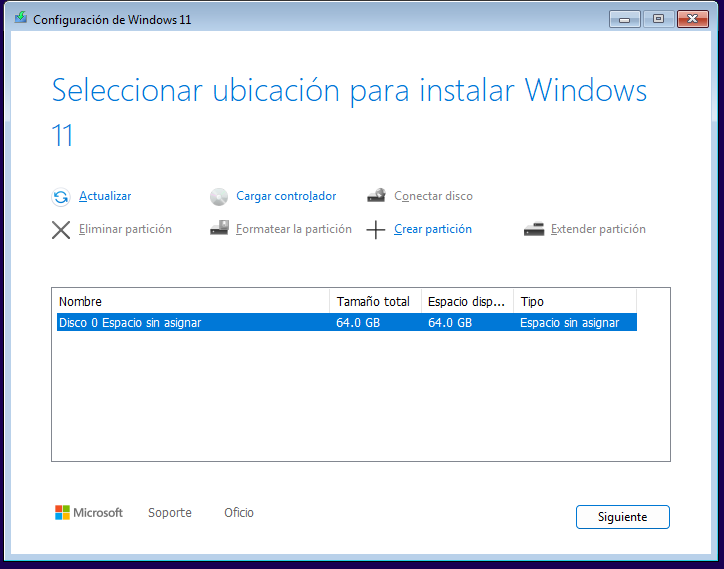 Configuración de Windows 11
Seleccionar ubicación para instalar Windows
11
Actualizar Cargar controlador Conectar disco
Eliminar partición Formatear la partición Crear partición Extender partición
Nombre Tamaño total Espacio disp... Tipo
Disco 0 Espacio sin asignar 64.0 GB 64.0 GB Espacio sin asignar
Microsoft Soporte Oficio Siguiente